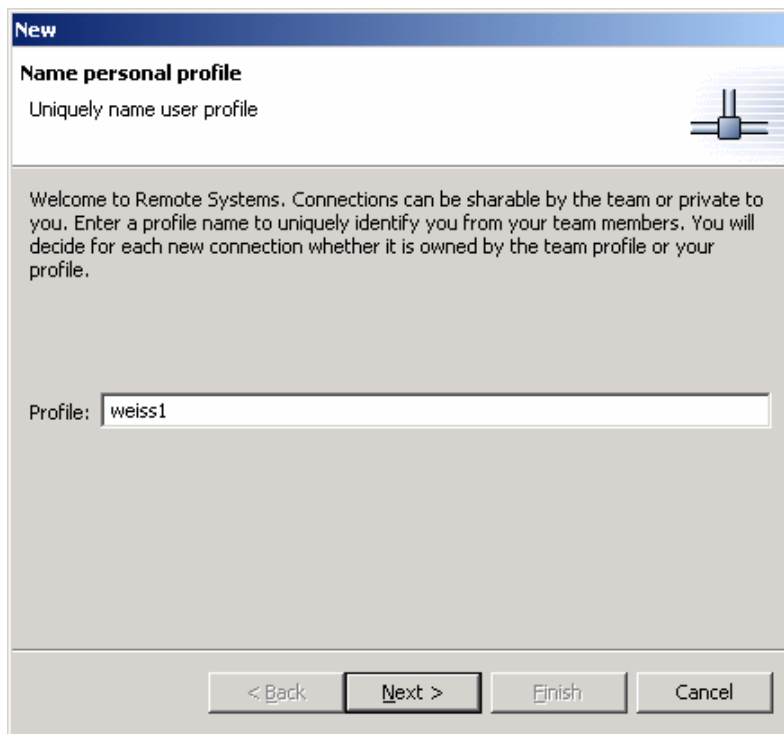 New
Name personal profile
Uniquely name user profile
Welcome to Remote Systems. Connections can be sharable by the team or private to
you. Enter a profile name to uniquely identify you from your team members. You will
decide for each new connection whether it is owned by the team profile or your
profile.
Profile: weiss1
< Back Next > Finish Cancel